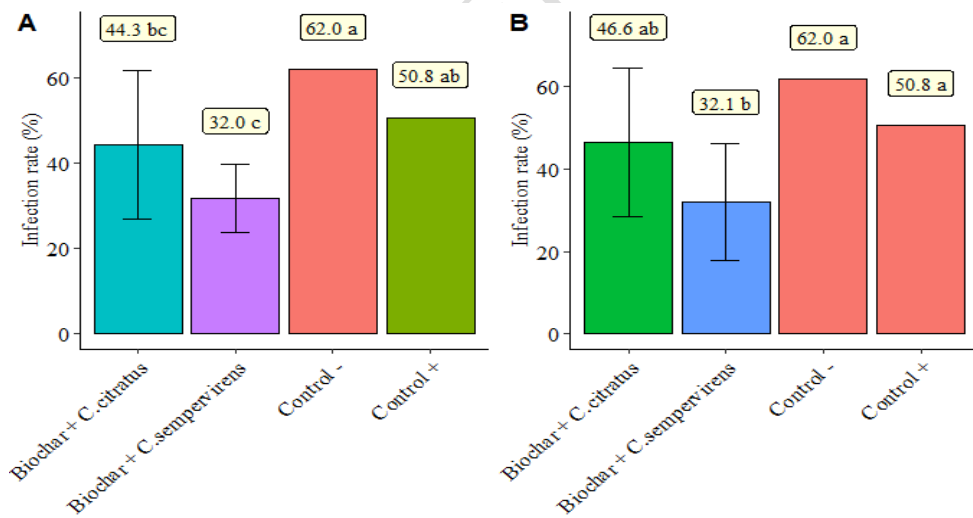 A
44.3 bc
32.0 c
62.0 a
50.8 ab
Infection rate (%)
60
40
20
0
Biochar + C.citratus
Biochar + C.sempervirens
Control -
Control +
B
46.6 ab
32.1 b
62.0 a
50.8 a
Infection rate (%)
60
40
20
0
Biochar + C.citratus
Biochar + C.sempervirens
Control -
Control +